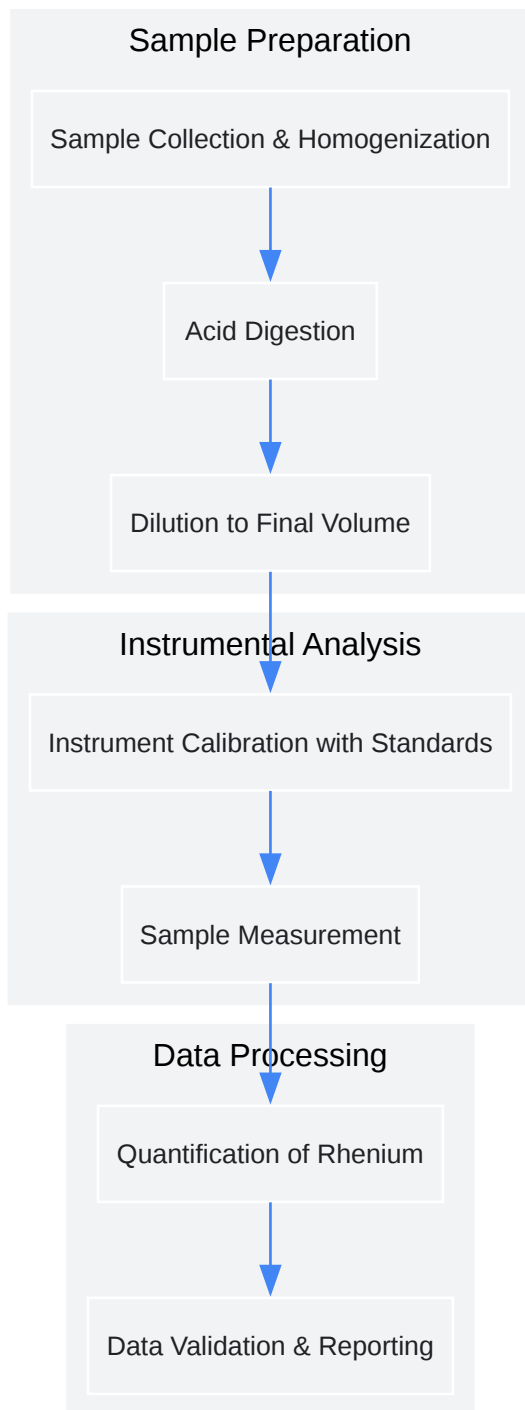 Sample Preparation
Sample Collection & Homogenization
Acid Digestion
Dilution to Final Volume
Instrumental Analysis
Instrument Calibration with Standards
Sample Measurement
Data Processing
Quantification of Rhenium
Data Validation & Reporting